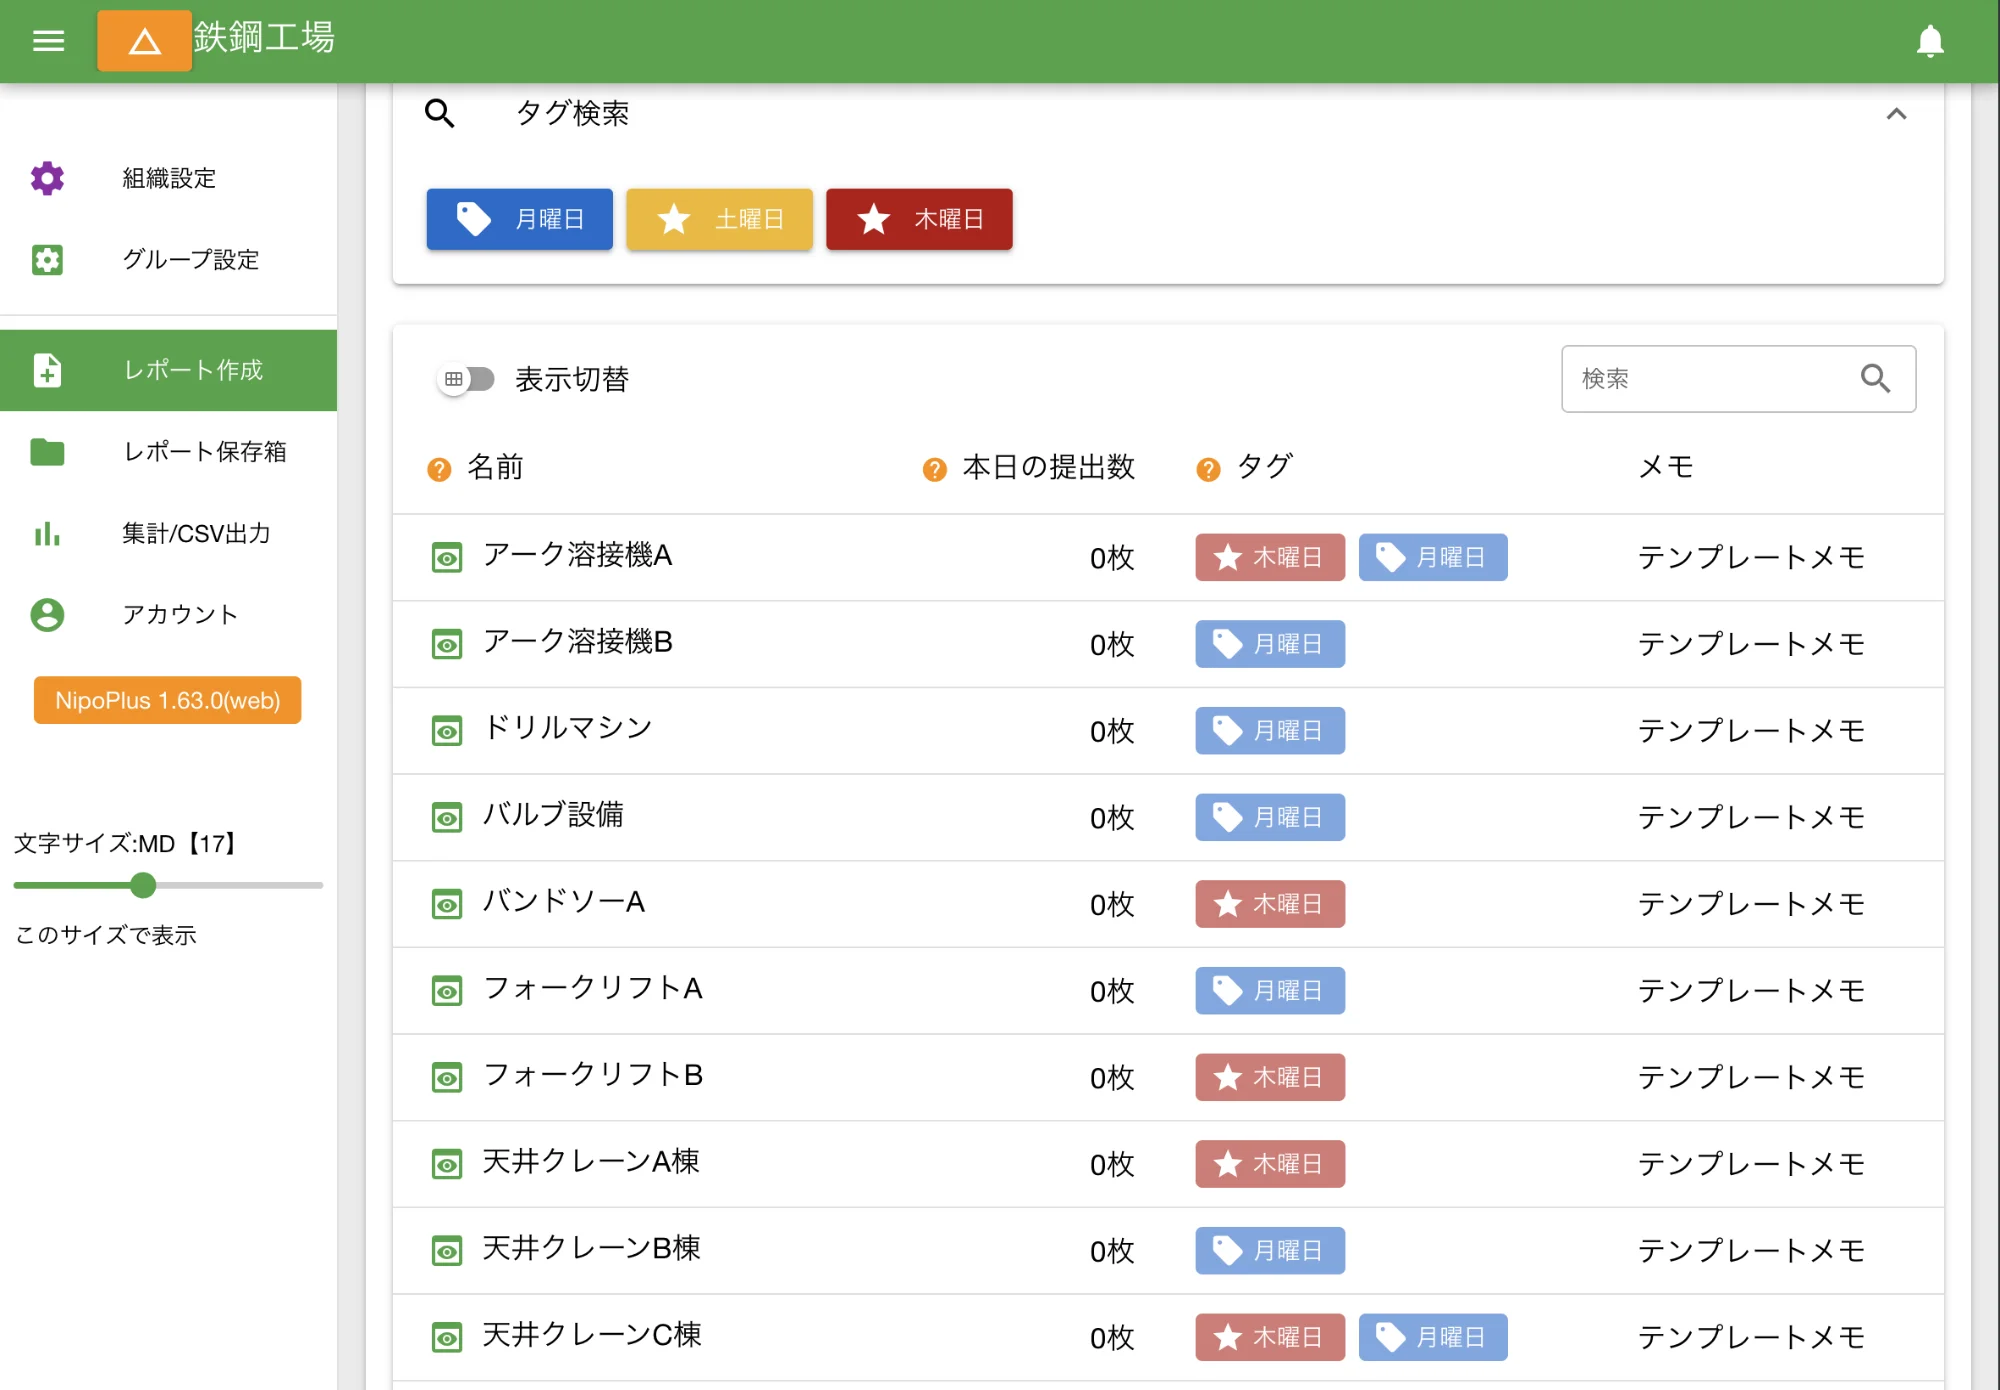 鉄鋼工場
組織設定
グループ設定
レポート作成
レポート保存箱
集計/CSV出力
アカウント
NipoPlus 1.63.0(web)
文字サイズ:MD【17】
このサイズで表示
タグ検索
月曜日 土曜日 木曜日
表示切替
検索
名前 本日の提出数 タグ メモ
アーク溶接機A 0枚 木曜日 月曜日 テンプレートメモ
アーク溶接機B 0枚 月曜日 テンプレートメモ
ドリルマシン 0枚 月曜日 テンプレートメモ
バルブ設備 0枚 月曜日 テンプレートメモ
バンドソーA 0枚 木曜日 テンプレートメモ
フォークリフトA 0枚 月曜日 テンプレートメモ
フォークリフトB 0枚 木曜日 テンプレートメモ
天井クレーンA棟 0枚 木曜日 テンプレートメモ
天井クレーンB棟 0枚 月曜日 テンプレートメモ
天井クレーンC棟 0枚 木曜日 月曜日 テンプレートメモ